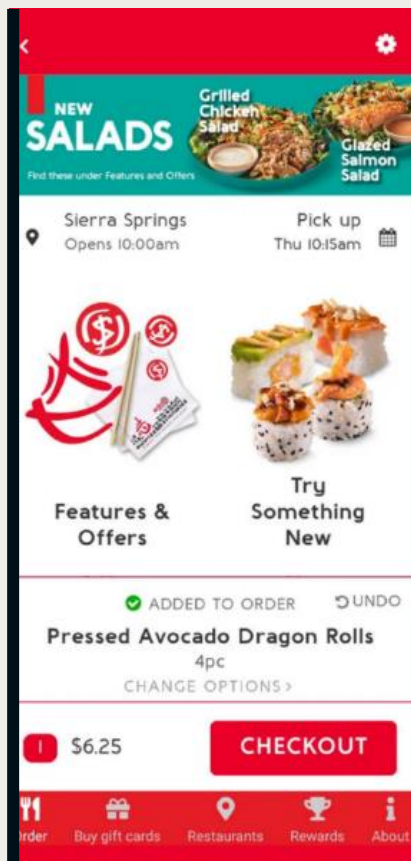 NEW
SALADS
Find these under Features and Offers
Grilled
Chicken
Salad
Glazed
Salmon
Salad
Sierra Springs
Opens 10:00am
Pick up
Thu 10:15am
Features &
Offers
Try
Something
New
ADDED TO ORDER
UNDO
Pressed Avocado Dragon Rolls
4pc
CHANGE OPTIONS >
1 $6.25
CHECKOUT
rder
Buy gift cards
Restaurants
Rewards
About